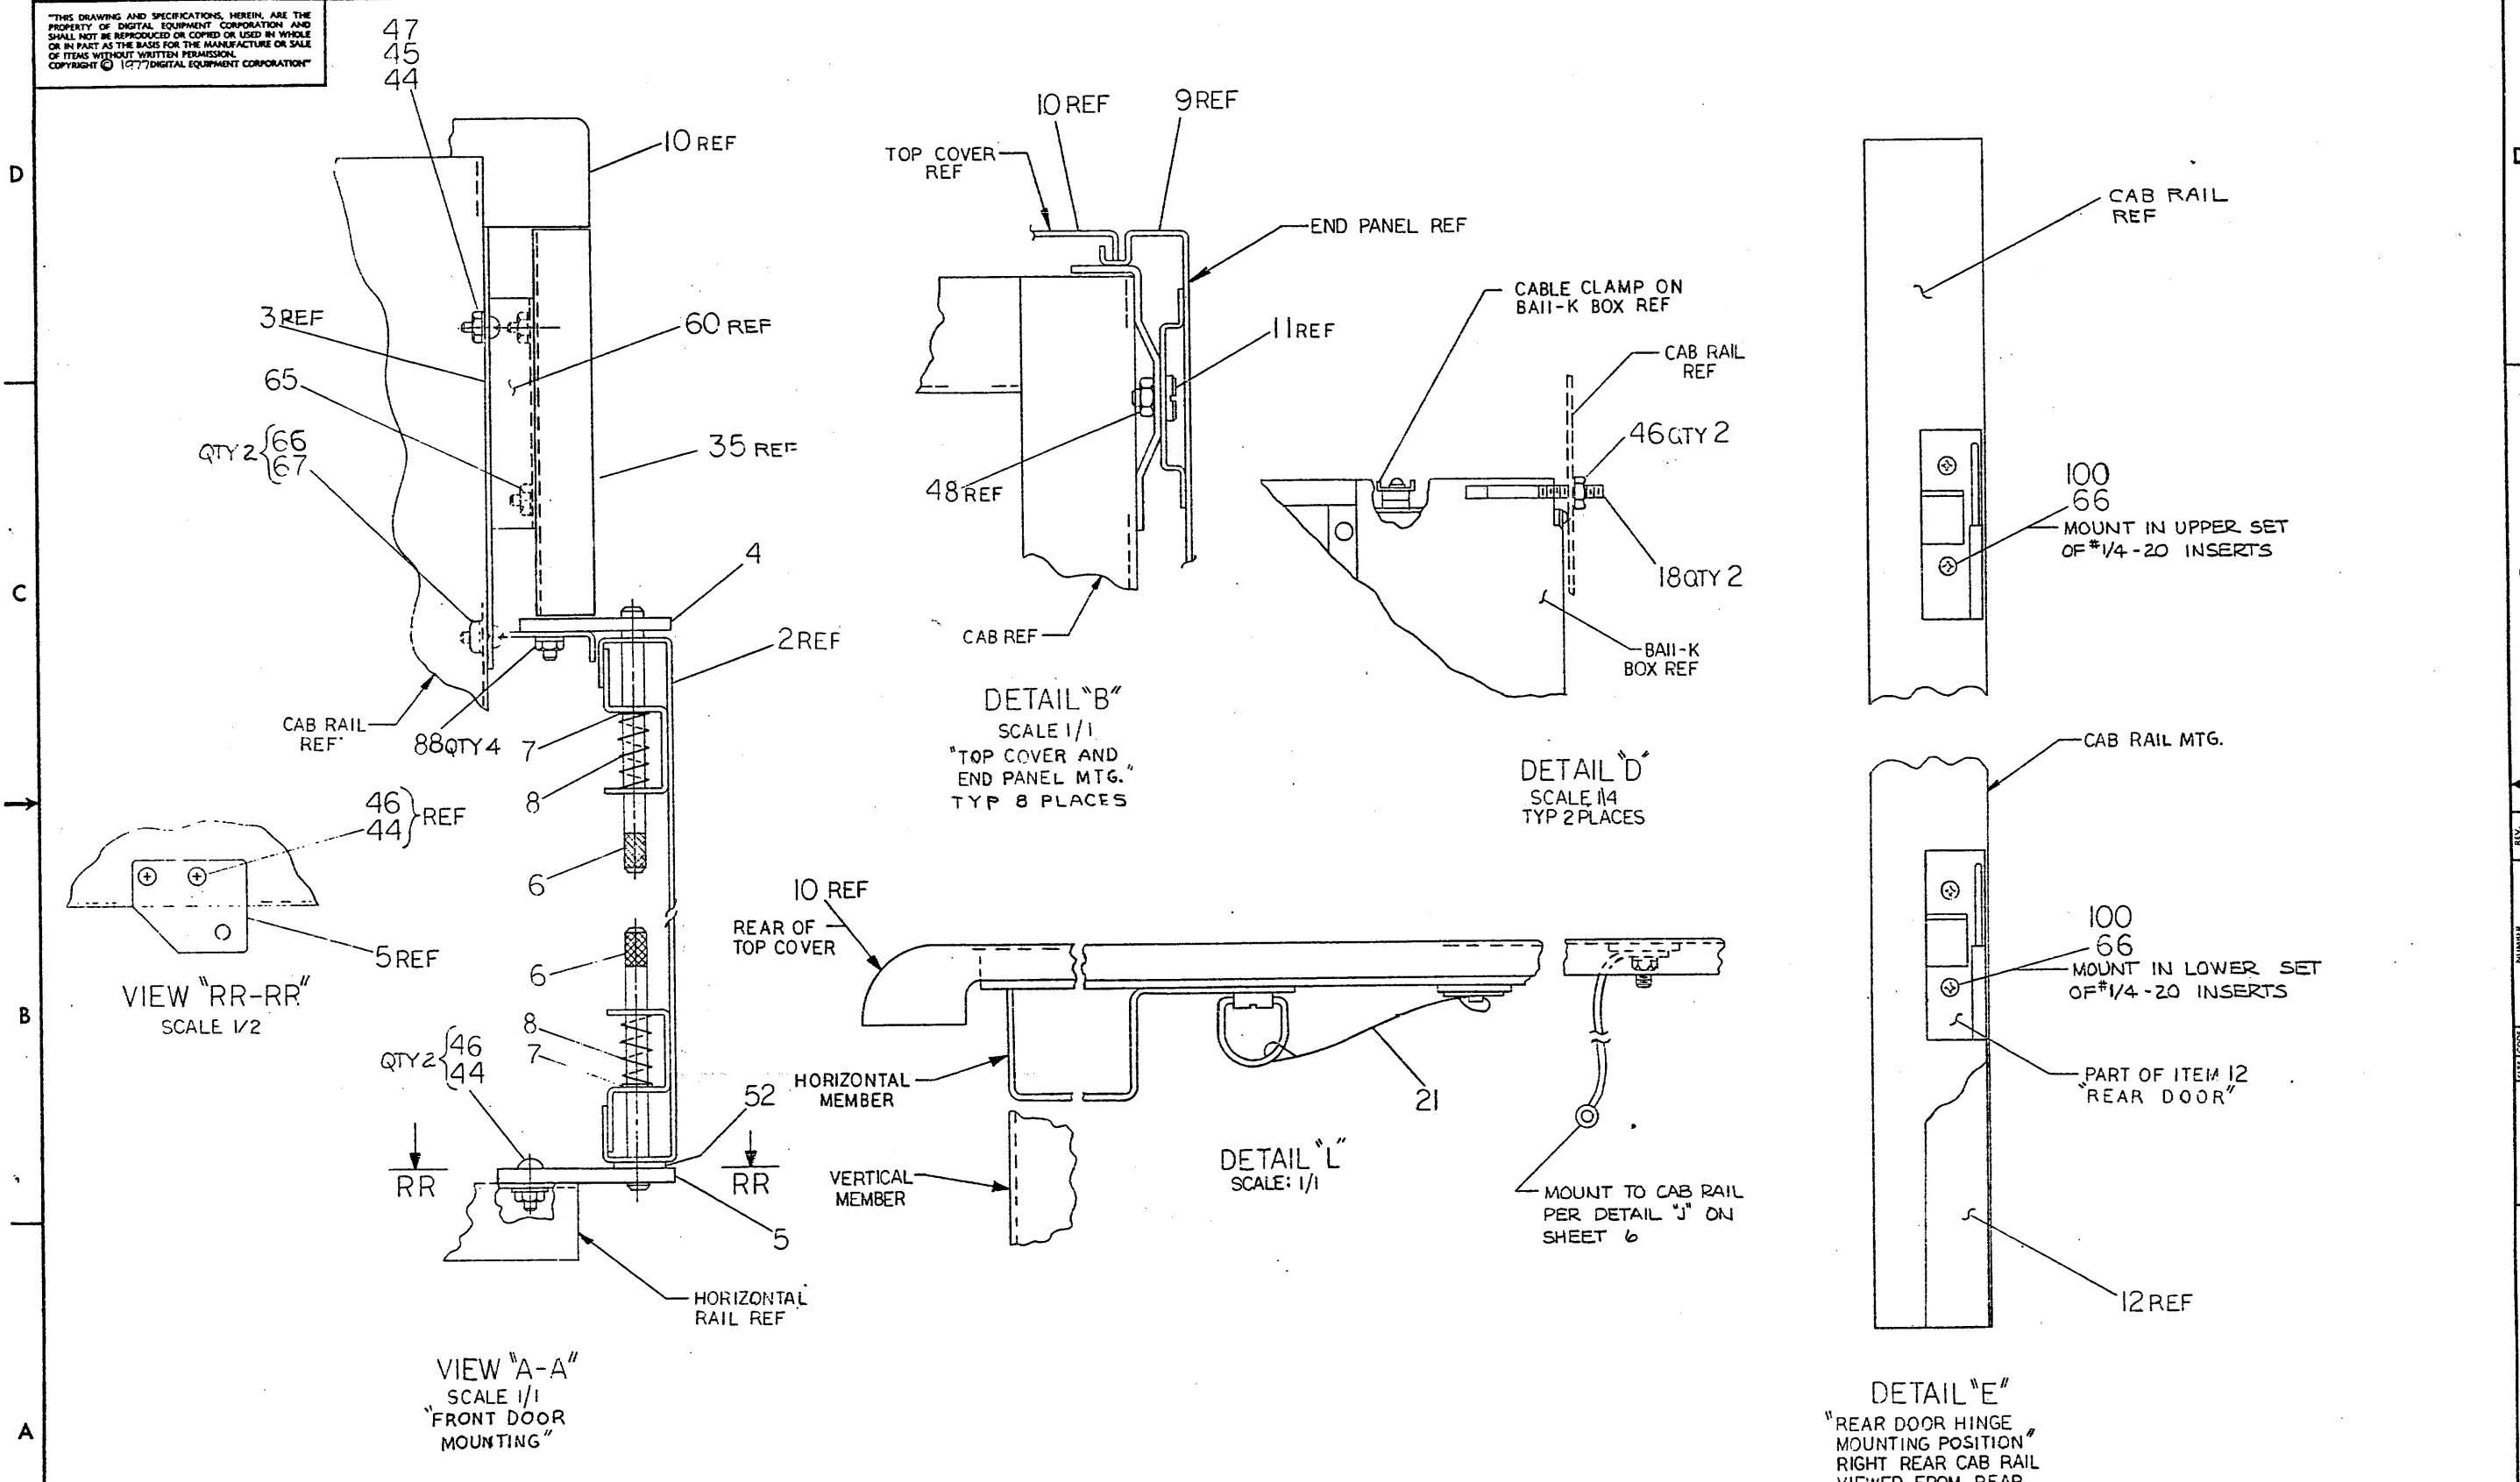 "THIS DRAWING AND SPECIFICATIONS, HEREIN, ARE THE
PROPERTY OF DIGITAL EQUIPMENT CORPORATION AND
SHALL NOT BE REPRODUCED OR COPIED OR USED IN WHOLE
OR IN PART AS THE BASIS FOR THE MANUFACTURE OR SALE
OF ITEMS WITHOUT WRITTEN PERMISSION.
COPYRIGHT © 1977 DIGITAL EQUIPMENT CORPORATION"
D
C
B
A
47
45
44
10 REF
3 REF
60 REF
65
QTY 2 { 66
67
35 REF
4
2 REF
CAB RAIL
REF
88 QTY 4
7
8
6
6
8
7
QTY 2 { 46
44
52
RR
RR
5
HORIZONTAL
RAIL REF
VIEW "A-A"
SCALE 1/1
"FRONT DOOR
MOUNTING"
46
44 } REF
5 REF
VIEW "RR-RR"
SCALE 1/2
10 REF
9 REF
TOP COVER
REF
END PANEL REF
11 REF
48 REF
CAB REF
DETAIL "B"
SCALE 1/1
"TOP COVER AND
END PANEL MTG."
TYP 8 PLACES
CABLE CLAMP ON
BA11-K BOX REF
CAB RAIL
REF
46 QTY 2
18 QTY 2
BA11-K
BOX REF
DETAIL "D"
SCALE 1/4
TYP 2 PLACES
10 REF
REAR OF
TOP COVER
HORIZONTAL
MEMBER
VERTICAL
MEMBER
21
DETAIL "L"
SCALE: 1/1
MOUNT TO CAB RAIL
PER DETAIL "J" ON
SHEET 6
CAB RAIL
REF
100
66
MOUNT IN UPPER SET
OF #1/4-20 INSERTS
CAB RAIL MTG.
100
66
MOUNT IN LOWER SET
OF #1/4-20 INSERTS
PART OF ITEM 12
"REAR DOOR"
12 REF
DETAIL "E"
"REAR DOOR HINGE
MOUNTING POSITION"
RIGHT REAR CAB RAIL
VIEWED FROM REAR
D
REV.
NUMBER